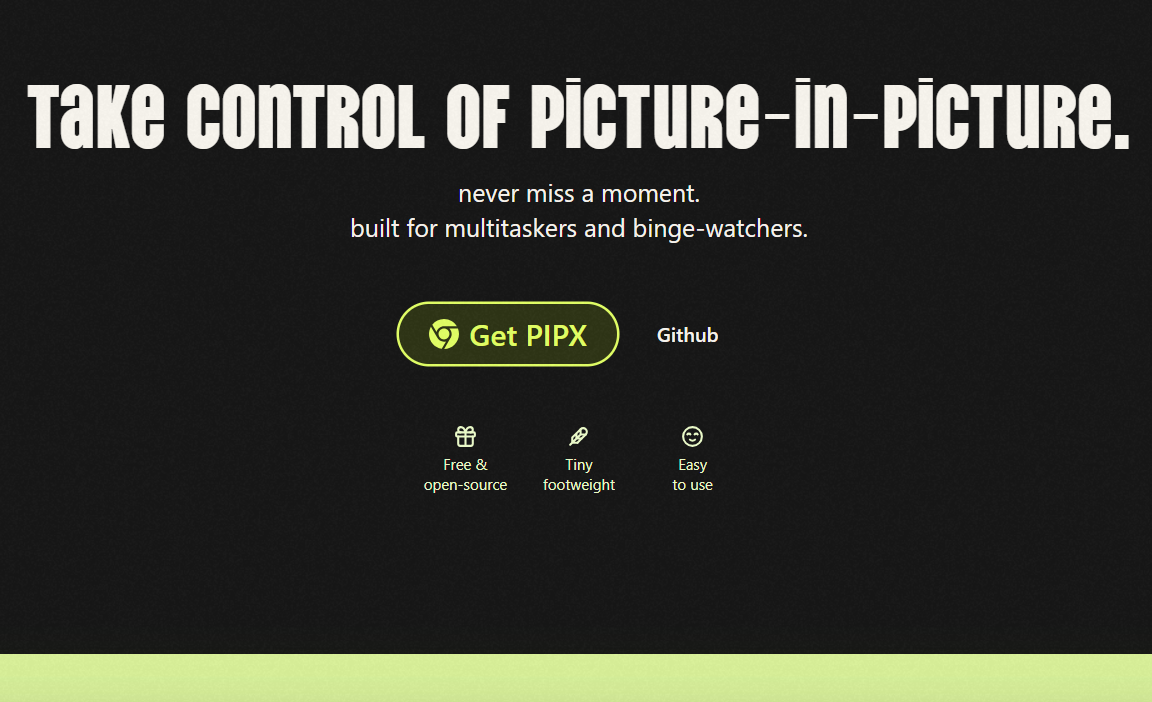 Take control of picture-in-picture.
never miss a moment.
built for multitaskers and binge-watchers.
Get PIPX
Github
Free &
open-source
Tiny
footweight
Easy
to use